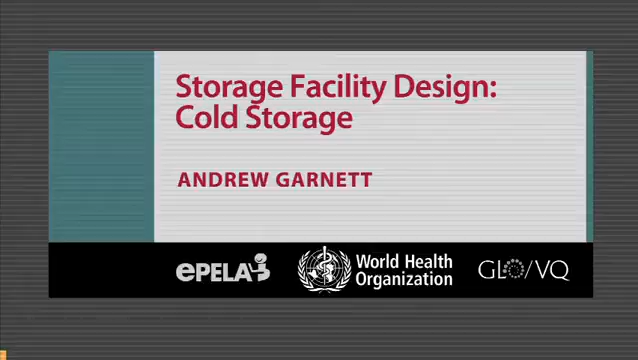 Storage Facility Design:
Cold Storage
ANDREW GARNETT
ePELA
World Health
Organization
GLO/VQ